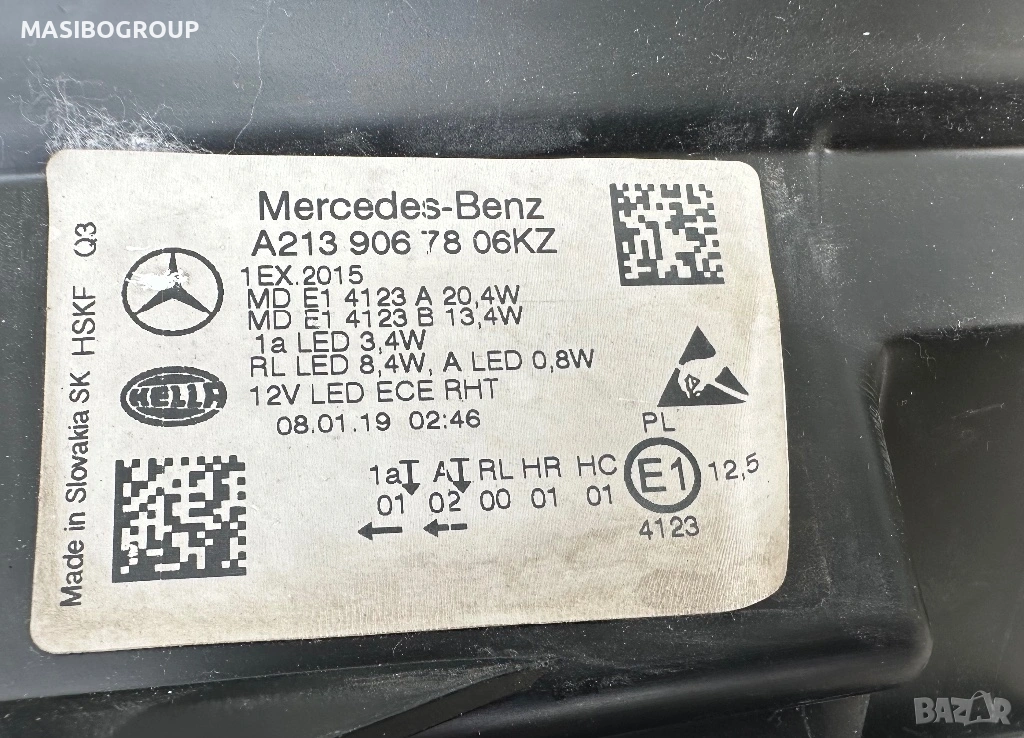 MASIBOGROUP
Mercedes-Benz
A213 906 78 06KZ
1EX.2015
MD E1 4123 A 20,4W
MD E1 4123 B 13,4W
1a LED 3,4W
RL LED 8,4W, A LED 0,8W
12V LED ECE RHT
08.01.19 02:46
HELLA
Made in Slovakia SK HSKF Q3
PL
1a A RL HR HC E1 12,5
01 02 00 01 01
4123
BAZAR